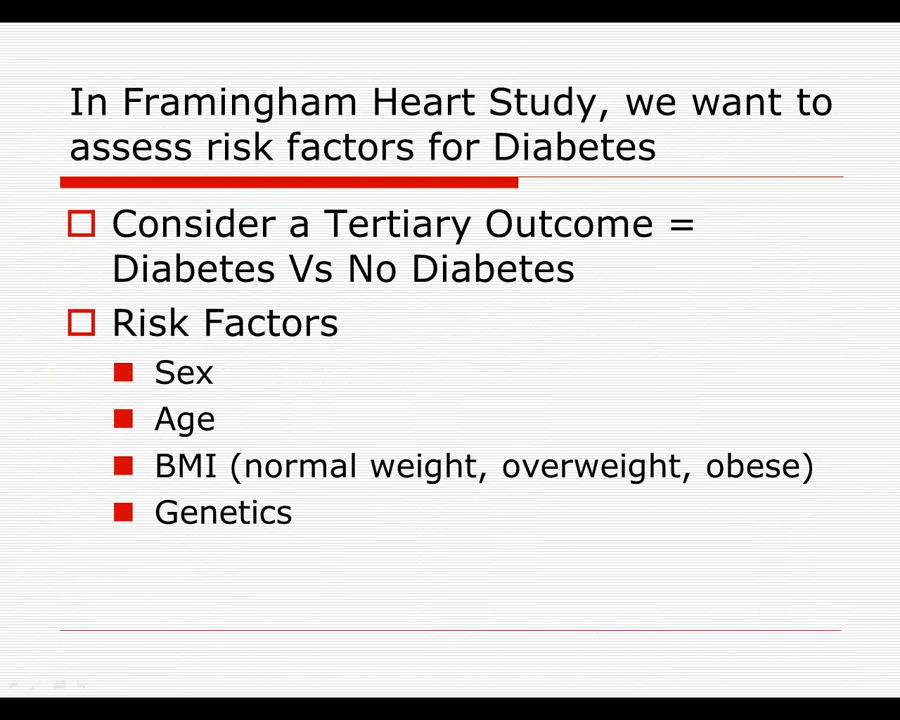 In Framingham Heart Study, we want to
assess risk factors for Diabetes
Consider a Tertiary Outcome =
Diabetes Vs No Diabetes
Risk Factors
Sex
Age
BMI (normal weight, overweight, obese)
Genetics